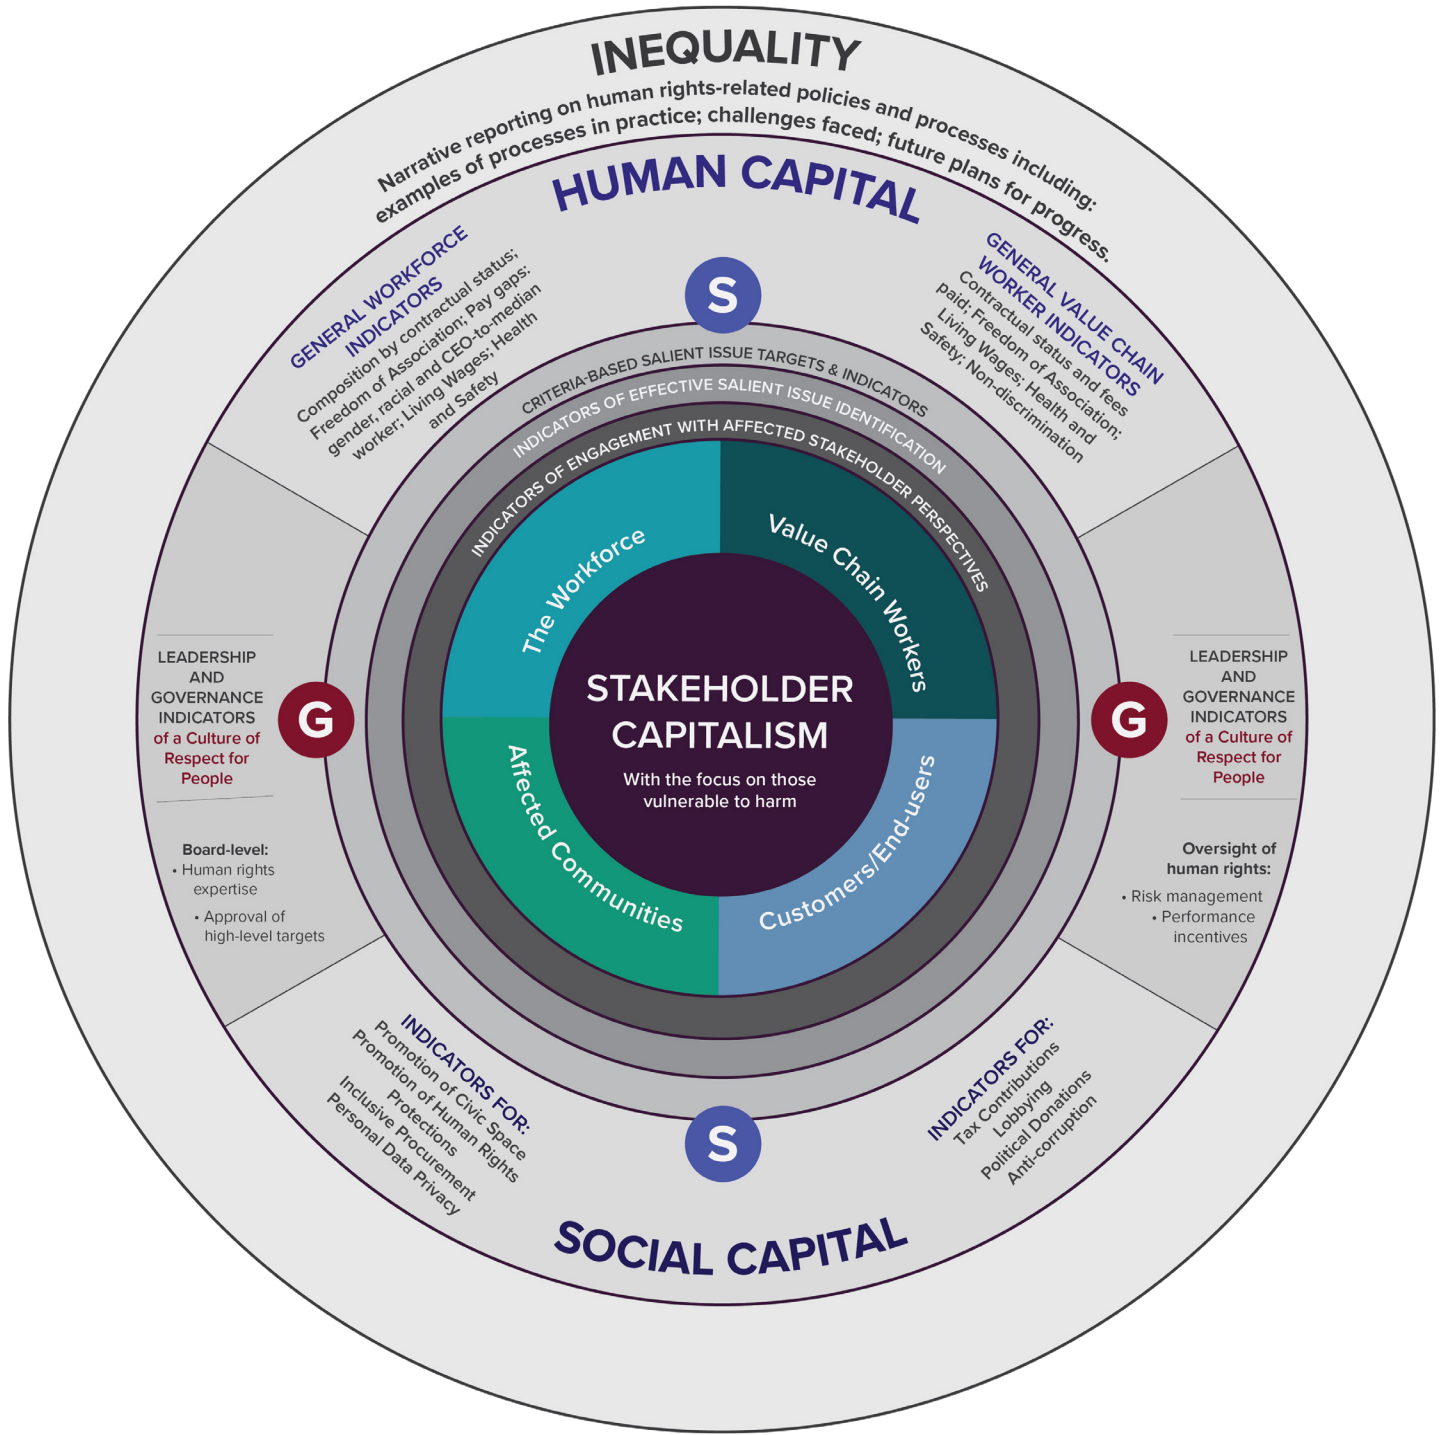 INEQUALITY
Narrative reporting on human rights-related policies and processes including:
examples of processes in practice; challenges faced; future plans for progress.
HUMAN CAPITAL
GENERAL WORKFORCE
INDICATORS
Composition by contractual status;
Freedom of Association; Pay gaps:
gender, racial and CEO-to-median
worker; Living Wages; Health
and Safety
GENERAL VALUE CHAIN
WORKER INDICATORS
Contractual status and fees
paid; Freedom of Association;
Living Wages; Health and
Safety; Non-discrimination
S
CRITERIA-BASED SALIENT ISSUE TARGETS & INDICATORS
INDICATORS OF EFFECTIVE SALIENT ISSUE IDENTIFICATION
INDICATORS OF ENGAGEMENT WITH AFFECTED STAKEHOLDER PERSPECTIVES
The Workforce
Value Chain Workers
STAKEHOLDER
CAPITALISM
With the focus on those
vulnerable to harm
Affected Communities
Customers/End-users
LEADERSHIP
AND
GOVERNANCE
INDICATORS
of a Culture of
Respect for
People
G
Board-level:
• Human rights
expertise
• Approval of
high-level targets
G
LEADERSHIP
AND
GOVERNANCE
INDICATORS
of a Culture of
Respect for
People
Oversight of
human rights:
• Risk management
• Performance
incentives
INDICATORS FOR:
Promotion of Civic Space
Promotion of Human Rights
Protections
Inclusive Procurement
Personal Data Privacy
S
INDICATORS FOR:
Tax Contributions
Lobbying
Political Donations
Anti-corruption
SOCIAL CAPITAL